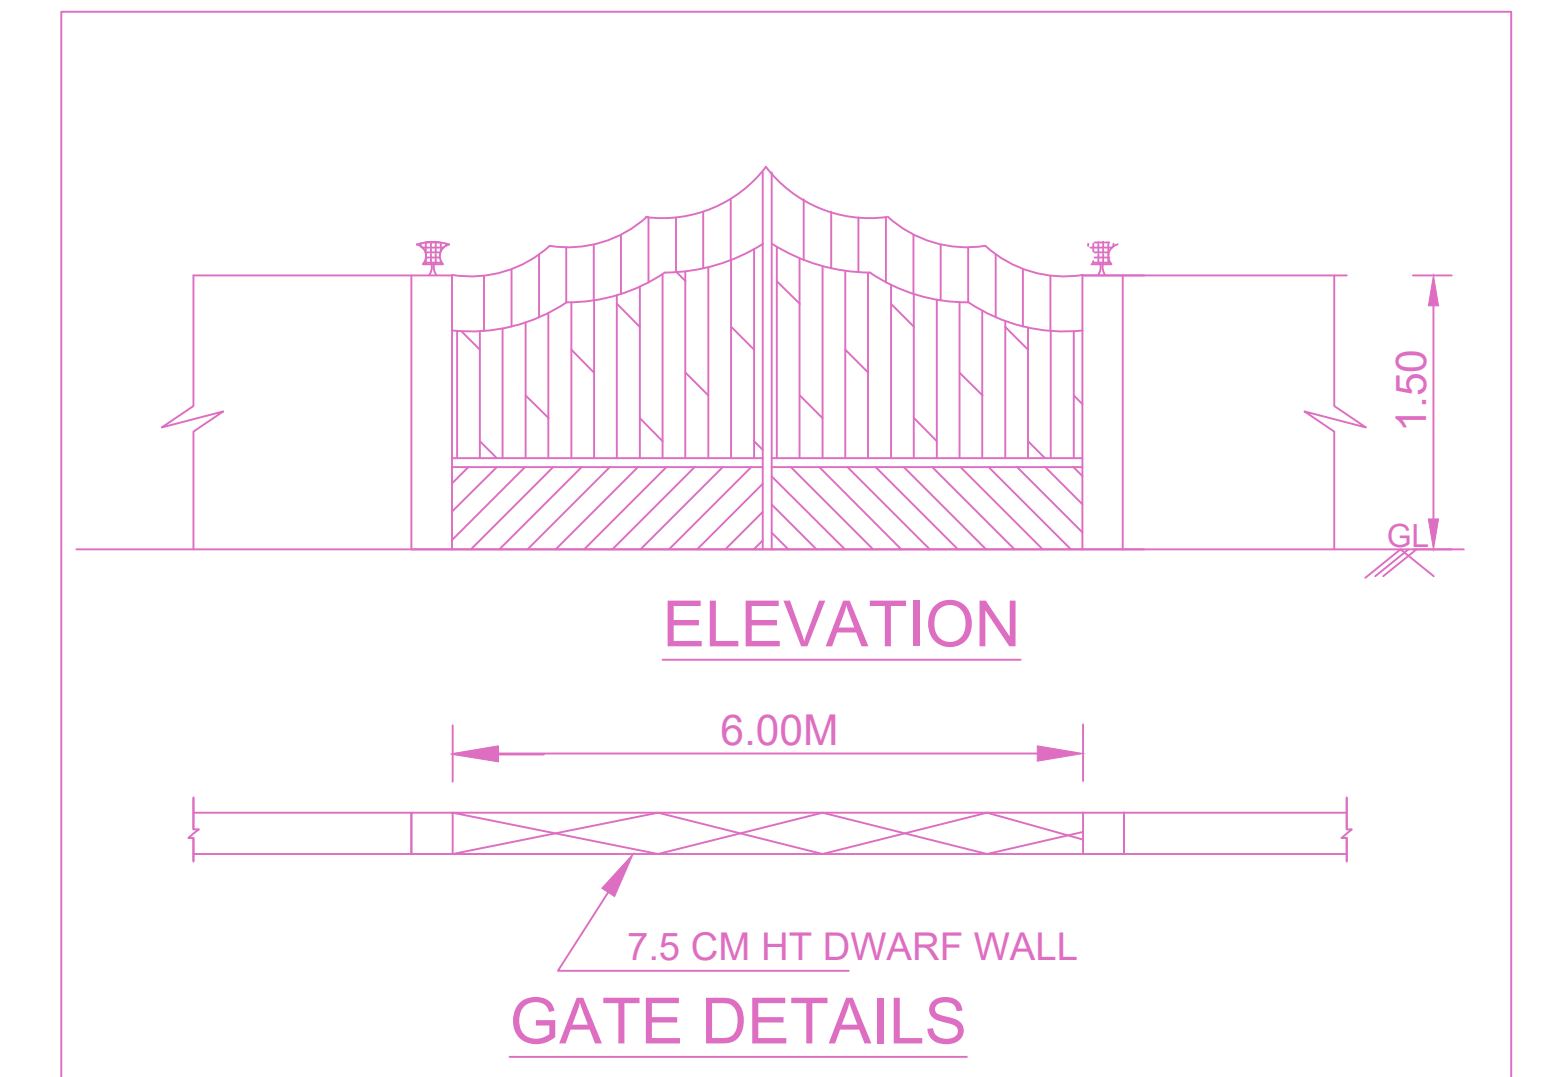 1.50
GL
ELEVATION
6.00M
7.5 CM HT DWARF WALL
GATE DETAILS